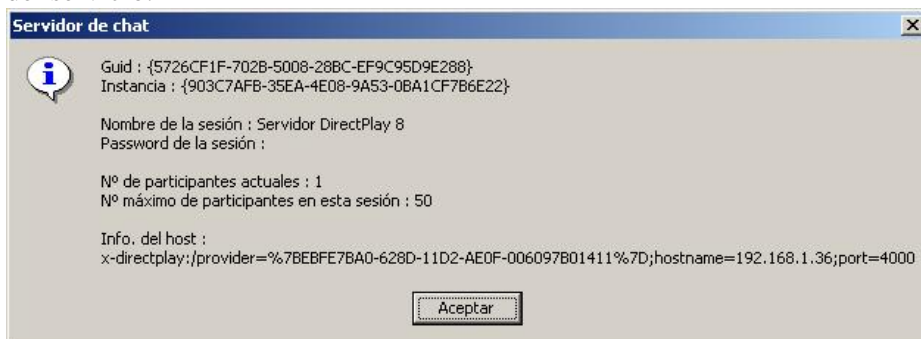 Servidor de chat
Guid : {5726CF1F-702B-5008-28BC-EF9C95D9E288}
Instancia : {903C7AFB-35EA-4E08-9A53-0BA1CF7B6E22}
Nombre de la sesión : Servidor DirectPlay 8
Password de la sesión :
Nº de participantes actuales : 1
Nº máximo de participantes en esta sesión : 50
Info. del host :
x-directplay:/provider=%7BEBFE7BA0-628D-11D2-AE0F-006097B01411%7D;hostname=192.168.1.36;port=4000
Aceptar